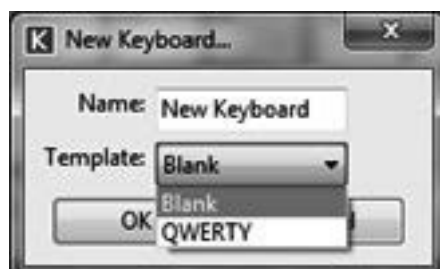 K New Keyboard...
x
Name: New Keyboard
Template: Blank
Blank
OK
QWERTY